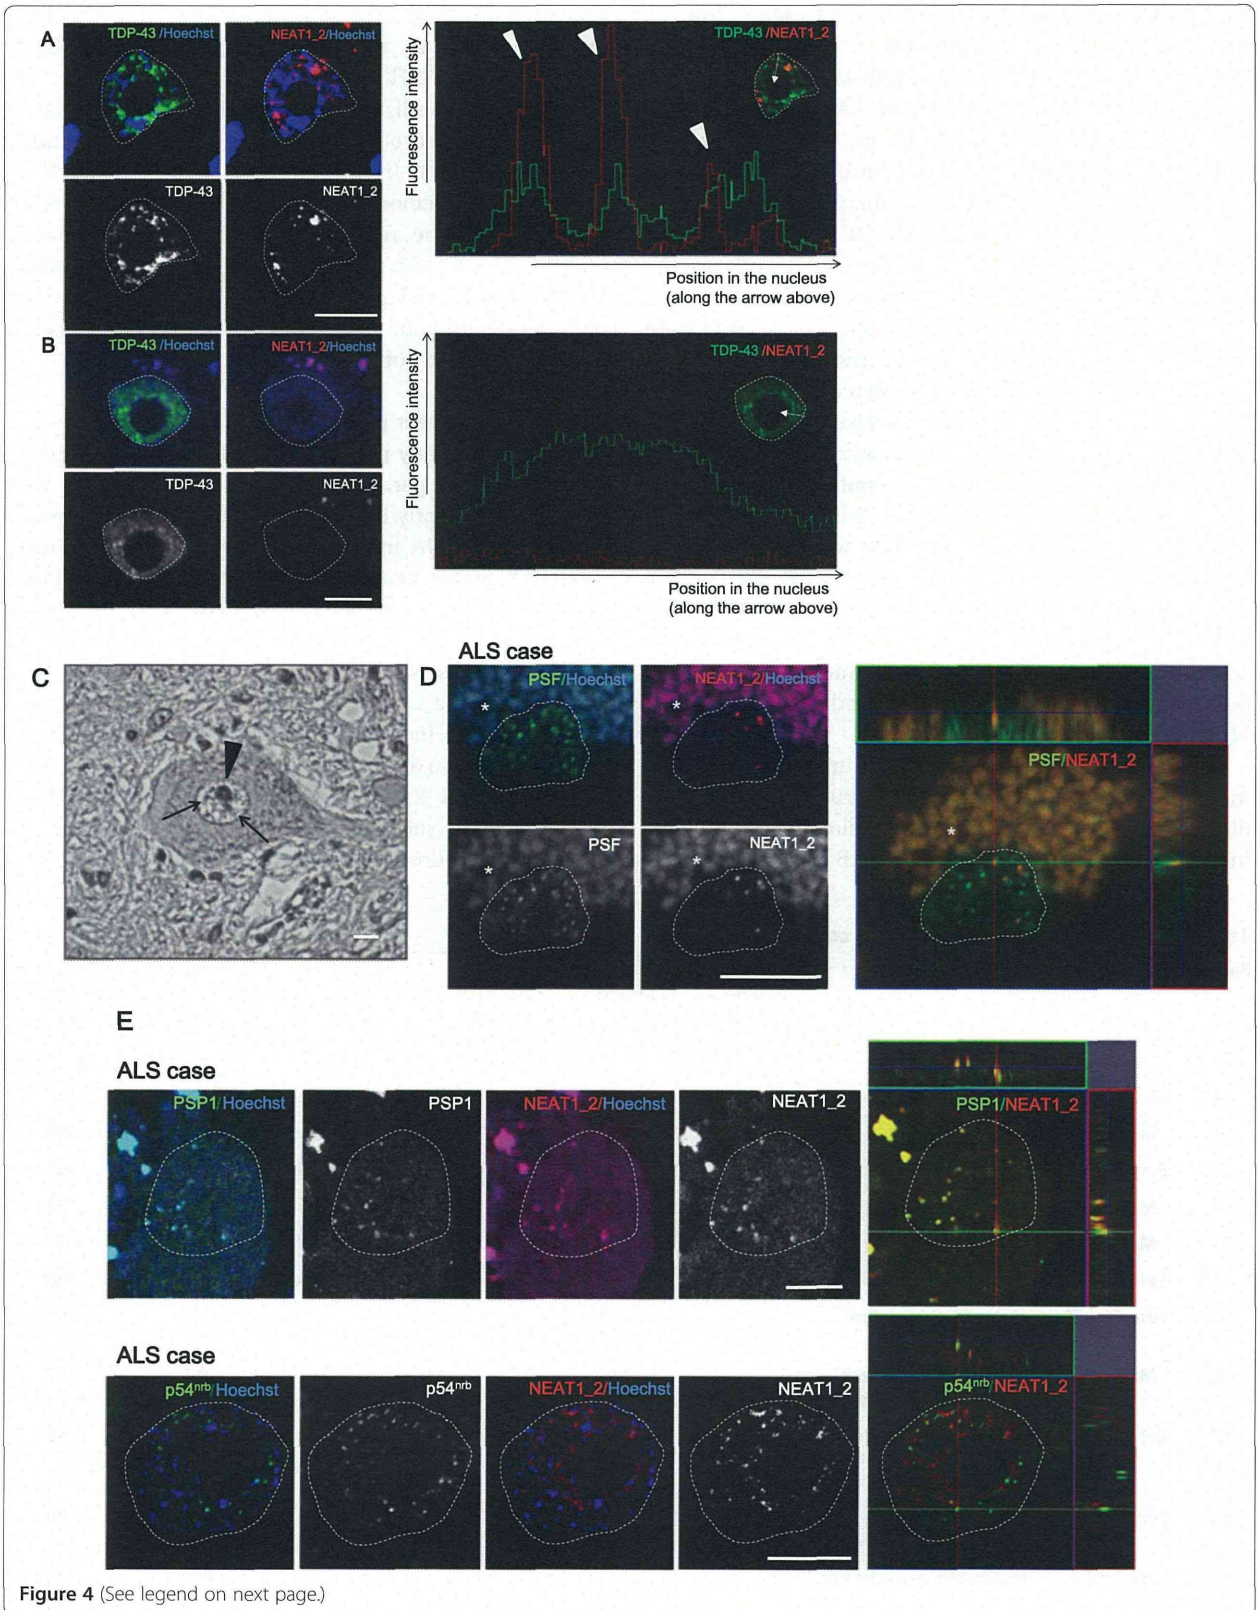 A
TDP-43 /Hoechst
NEAT1_2/Hoechst
TDP-43
NEAT1_2
Fluorescence intensity
TDP-43 /NEAT1_2
Position in the nucleus
(along the arrow above)
B
TDP-43 /Hoechst
NEAT1_2/Hoechst
TDP-43
NEAT1_2
Fluorescence intensity
TDP-43 /NEAT1_2
Position in the nucleus
(along the arrow above)
C
D
ALS case
PSF/Hoechst
*
NEAT1_2/Hoechst
*
PSF
*
NEAT1_2
*
PSF/NEAT1_2
*
E
ALS case
PSP1/Hoechst
PSP1
NEAT1_2/Hoechst
NEAT1_2
PSP1/NEAT1_2
ALS case
p54nrb/Hoechst
p54nrb
NEAT1_2/Hoechst
NEAT1_2
p54nrb/NEAT1_2
Figure 4 (See legend on next page.)